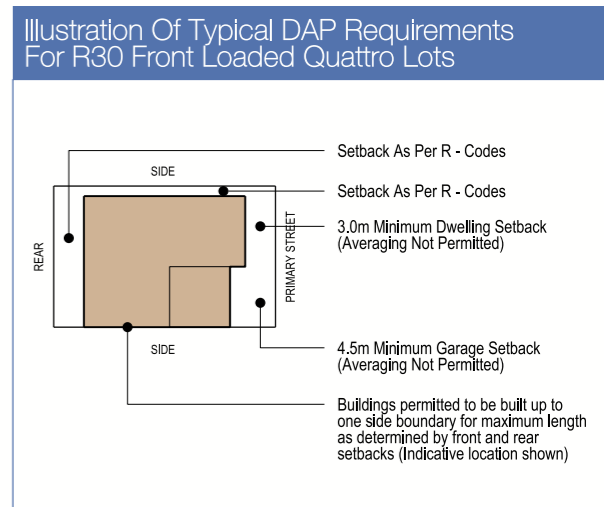 Illustration Of Typical DAP Requirements
For R30 Front Loaded Quattro Lots
Setback As Per R - Codes
SIDE
Setback As Per R - Codes
3.0m Minimum Dwelling Setback
(Averaging Not Permitted)
REAR
PRIMARY STREET
SIDE
4.5m Minimum Garage Setback
(Averaging Not Permitted)
Buildings permitted to be built up to
one side boundary for maximum length
as determined by front and rear
setbacks (Indicative location shown)